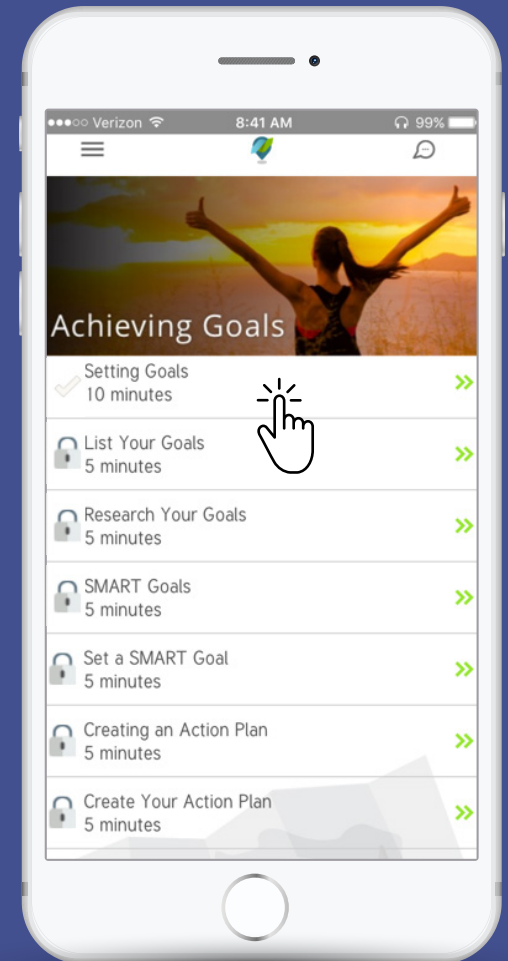 Verizon 8:41 AM 99%
Achieving Goals
Setting Goals
10 minutes
List Your Goals
5 minutes
Research Your Goals
5 minutes
SMART Goals
5 minutes
Set a SMART Goal
5 minutes
Creating an Action Plan
5 minutes
Create Your Action Plan
5 minutes